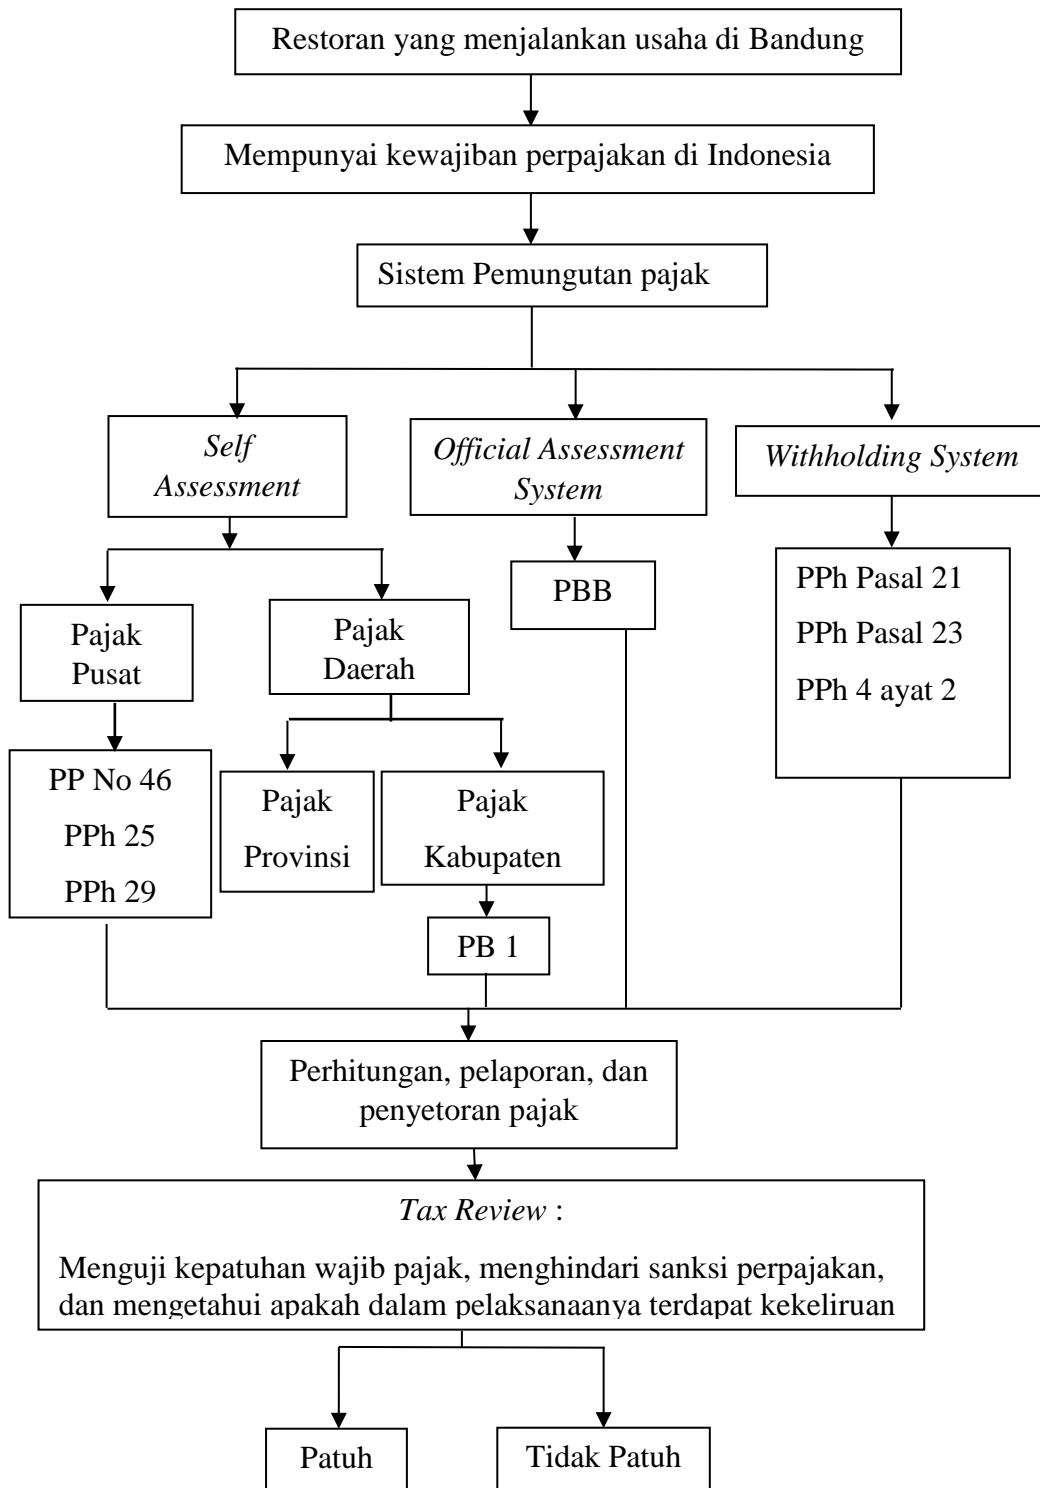 Restoran yang menjalankan usaha di Bandung
Mempunyai kewajiban perpajakan di Indonesia
Sistem Pemungutan pajak
Self
Assessment
Official Assessment
System
Withholding System
Pajak
Pusat
Pajak
Daerah
PBB
PPh Pasal 21
PPh Pasal 23
PPh 4 ayat 2
PP No 46
PPh 25
PPh 29
Pajak
Provinsi
Pajak
Kabupaten
PB 1
Perhitungan, pelaporan, dan
penyetoran pajak
Tax Review :
Menguji kepatuhan wajib pajak, menghindari sanksi perpajakan,
dan mengetahui apakah dalam pelaksanaanya terdapat kekeliruan
Patuh
Tidak Patuh